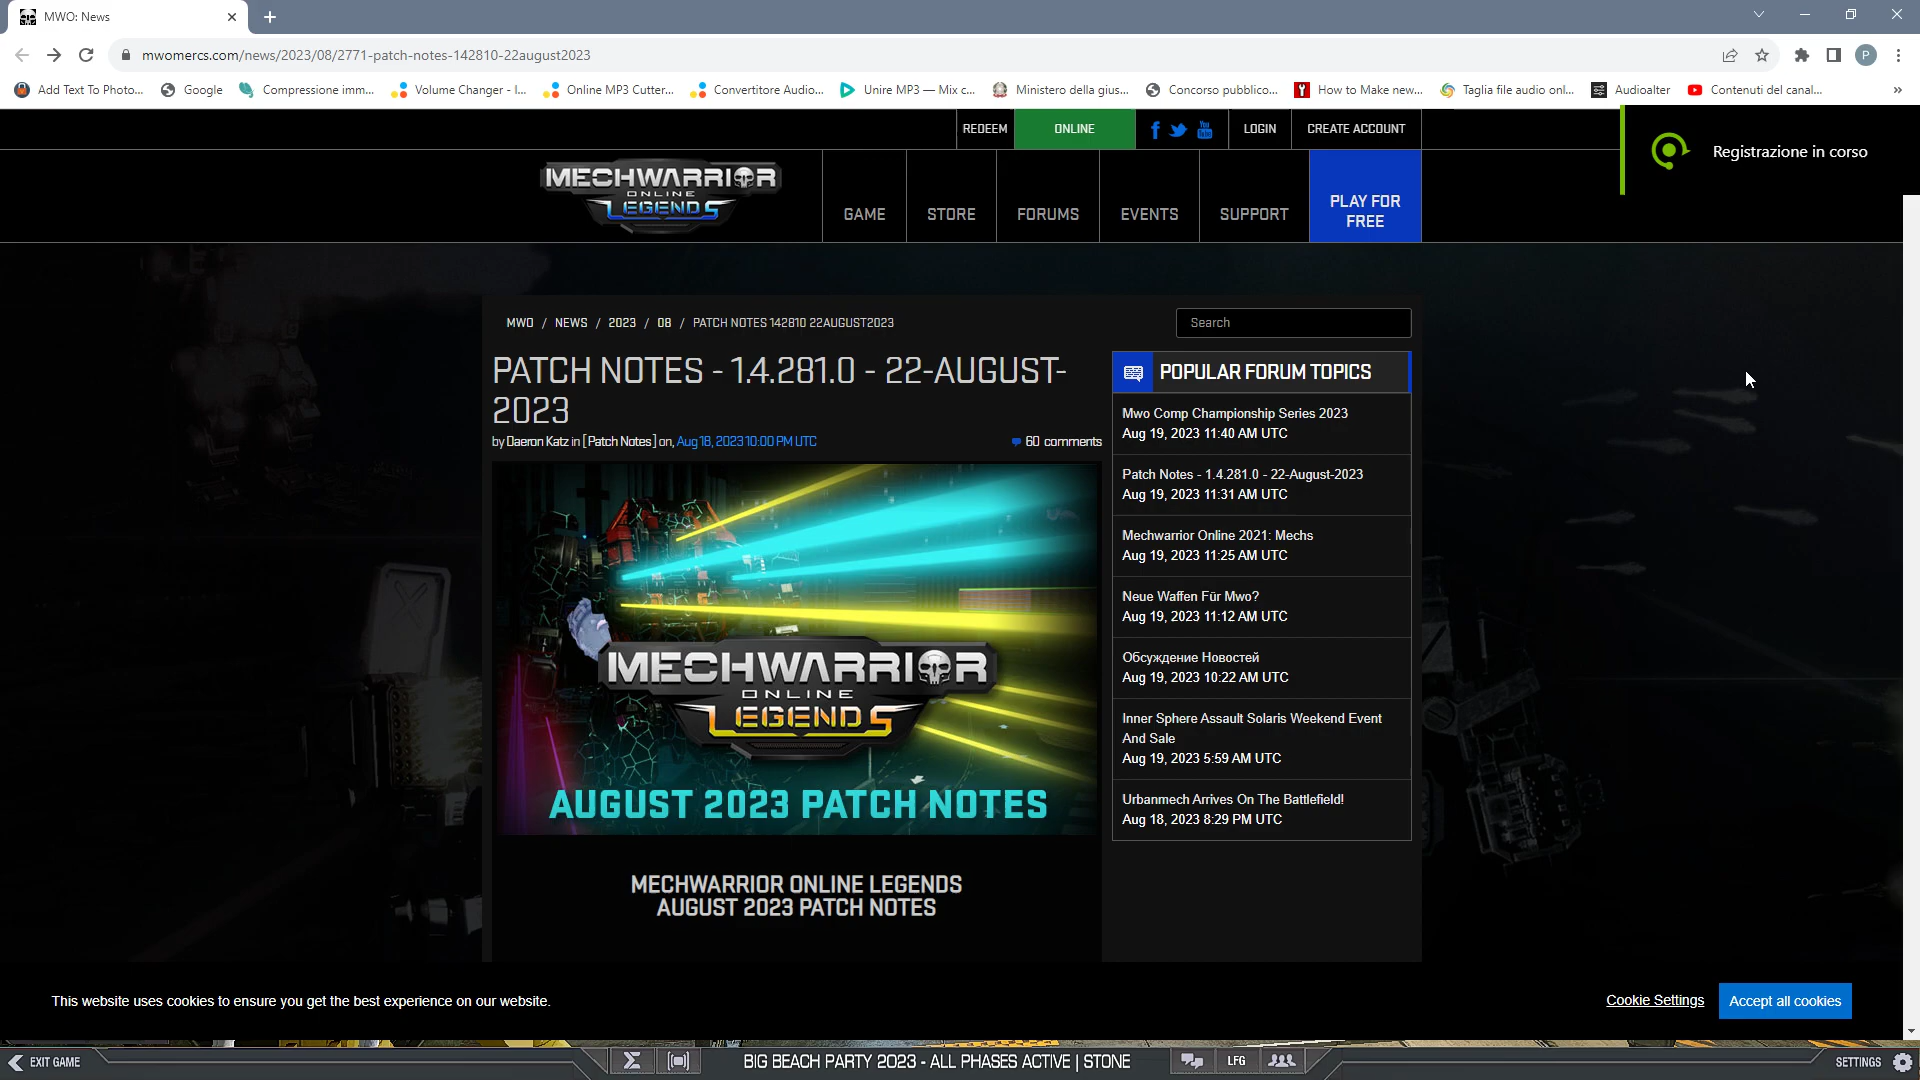 MWO: News
mwomercs.com/news/2023/08/2771-patch-notes-142810-22august2023
P
Add Text To Photo...
Google
Compressione imm...
Volume Changer - I...
Online MP3 Cutter...
Convertitore Audio...
Unire MP3 — Mix c...
Ministero della gius...
Concorso pubblico...
How to Make new...
Taglia file audio onl...
Audioalter
Contenuti del canal...
REDEEM
ONLINE
LOGIN
CREATE ACCOUNT
Registrazione in corso
MECHWARRIOR
ONLINE
LEGENDS
GAME
STORE
FORUMS
EVENTS
SUPPORT
PLAY FOR
FREE
MWO / NEWS / 2023 / 08 / PATCH NOTES 142810 22AUGUST2023
Search
PATCH NOTES - 1.4.281.0 - 22-AUGUST-
2023
by Daeron Katz in [Patch Notes] on, Aug 18, 2023 10:00 PM UTC
60 comments
MECHWARRIOR
ONLINE
LEGENDS
AUGUST 2023 PATCH NOTES
MECHWARRIOR ONLINE LEGENDS
AUGUST 2023 PATCH NOTES
POPULAR FORUM TOPICS
Mwo Comp Championship Series 2023
Aug 19, 2023 11:40 AM UTC
Patch Notes - 1.4.281.0 - 22-August-2023
Aug 19, 2023 11:31 AM UTC
Mechwarrior Online 2021: Mechs
Aug 19, 2023 11:25 AM UTC
Neue Waffen Für Mwo?
Aug 19, 2023 11:12 AM UTC
Обсуждение Новостей
Aug 19, 2023 10:22 AM UTC
Inner Sphere Assault Solaris Weekend Event
And Sale
Aug 19, 2023 5:59 AM UTC
Urbanmech Arrives On The Battlefield!
Aug 18, 2023 8:29 PM UTC
This website uses cookies to ensure you get the best experience on our website.
Cookie Settings
Accept all cookies
EXIT GAME
BIG BEACH PARTY 2023 - ALL PHASES ACTIVE | STONE
LFG
SETTINGS